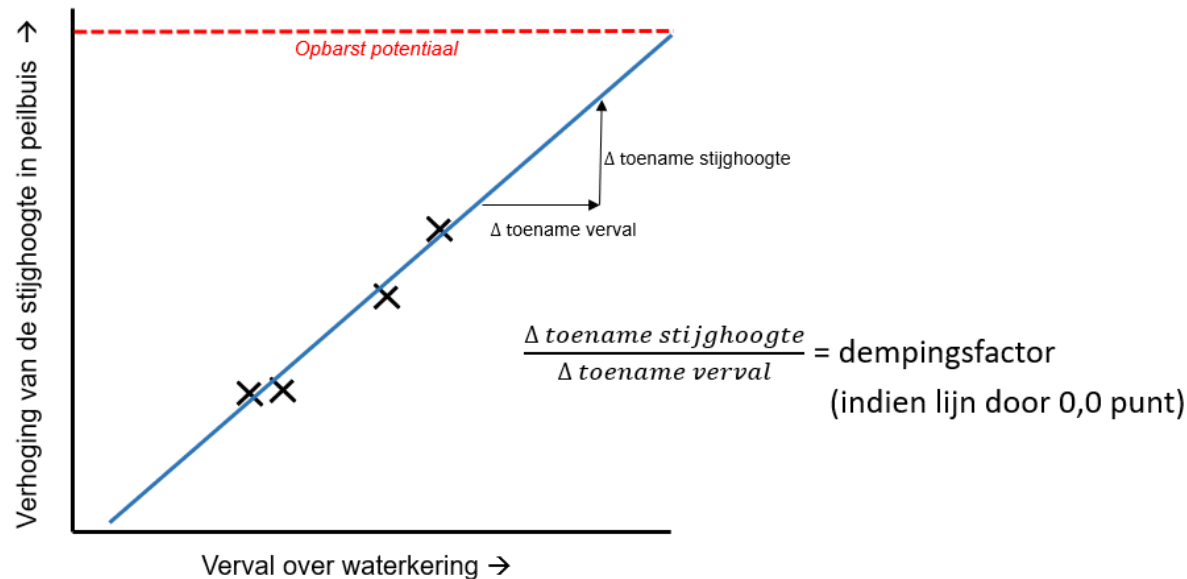 Verhoging van de stijghoogte in peilbuis →
Opbarst potentiaal
Δ toename stijghoogte
Δ toename verval
Δ toename stijghoogte
Δ toename verval
= dempingsfactor
(indien lijn door 0,0 punt)
Verval over waterkering →